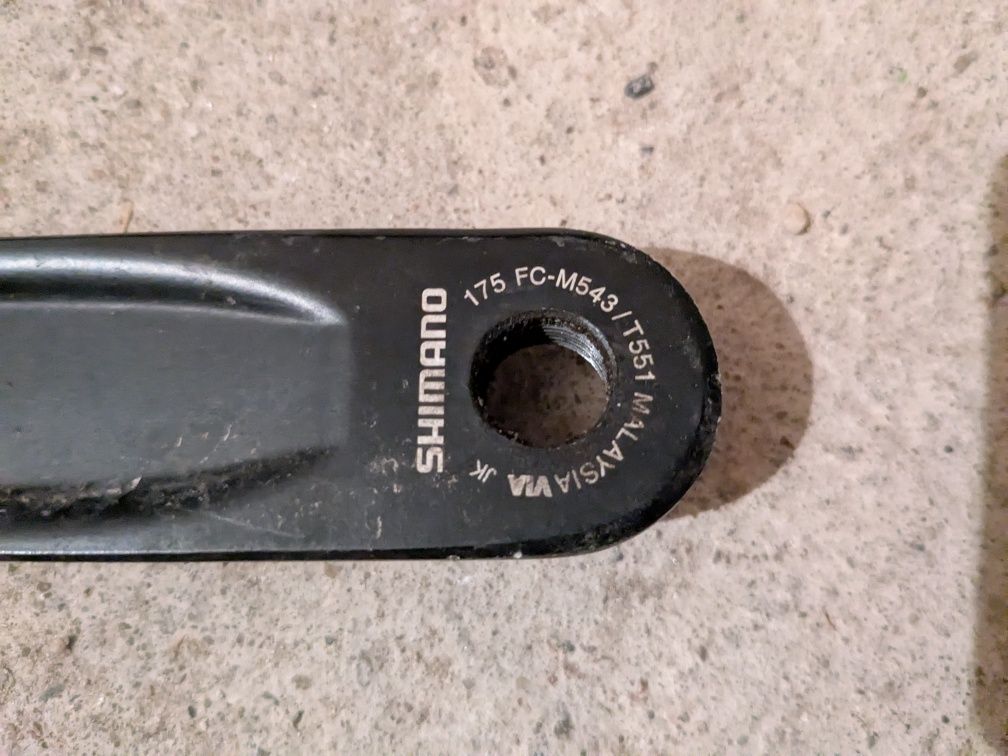 SHIMANO
175 FC-M543 / T551 MALAYSIA VIA JK